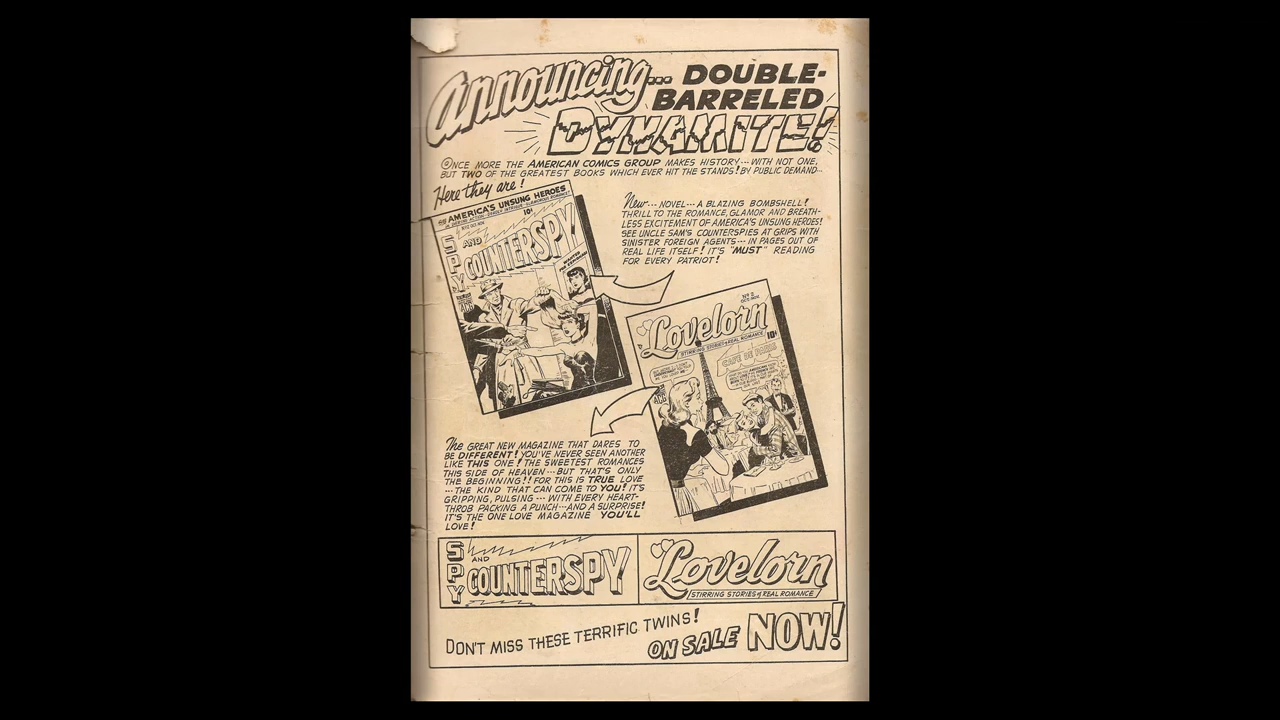 Announcing... DOUBLE-
BARRELED
DYNAMITE!
ONCE MORE THE AMERICAN COMICS GROUP MAKES HISTORY--- WITH NOT ONE,
BUT TWO OF THE GREATEST BOOKS WHICH EVER HIT THE STANDS! BY PUBLIC DEMAND...
Here they are!
AMERICA'S UNSUNG HEROES
10¢
SPY AND COUNTERSPY!
New--- NOVEL--- A BLAZING BOMBSHELL!
THRILL TO THE ROMANCE, GLAMOR AND BREATH-
LESS EXCITEMENT OF AMERICA'S UNSUNG HEROES!
SEE UNCLE SAM'S COUNTERSPIES AT GRIPS WITH
SINISTER FOREIGN AGENTS--- IN PAGES OUT OF
REAL LIFE ITSELF! IT'S "MUST" READING
FOR EVERY PATRIOT!
No 2
OCT-NOV.
Lovelorn
STIRRING STORIES of REAL ROMANCE
10¢
CAFE DE PARIS
The GREAT NEW MAGAZINE THAT DARES TO
BE DIFFERENT! YOU'VE NEVER SEEN ANOTHER
LIKE THIS ONE! THE SWEETEST ROMANCES
THIS SIDE OF HEAVEN--- BUT THAT'S ONLY
THE BEGINNING!! FOR THIS IS TRUE LOVE
--- THE KIND THAT CAN COME TO YOU! IT'S
GRIPPING, PULSING --- WITH EVERY HEART-
THROB PACKING A PUNCH---AND A SURPRISE!
IT'S THE ONE LOVE MAGAZINE YOU'LL
LOVE!
SPY AND COUNTERSPY
Lovelorn
STIRRING STORIES of REAL ROMANCE
DON'T MISS THESE TERRIFIC TWINS!
ON SALE NOW!